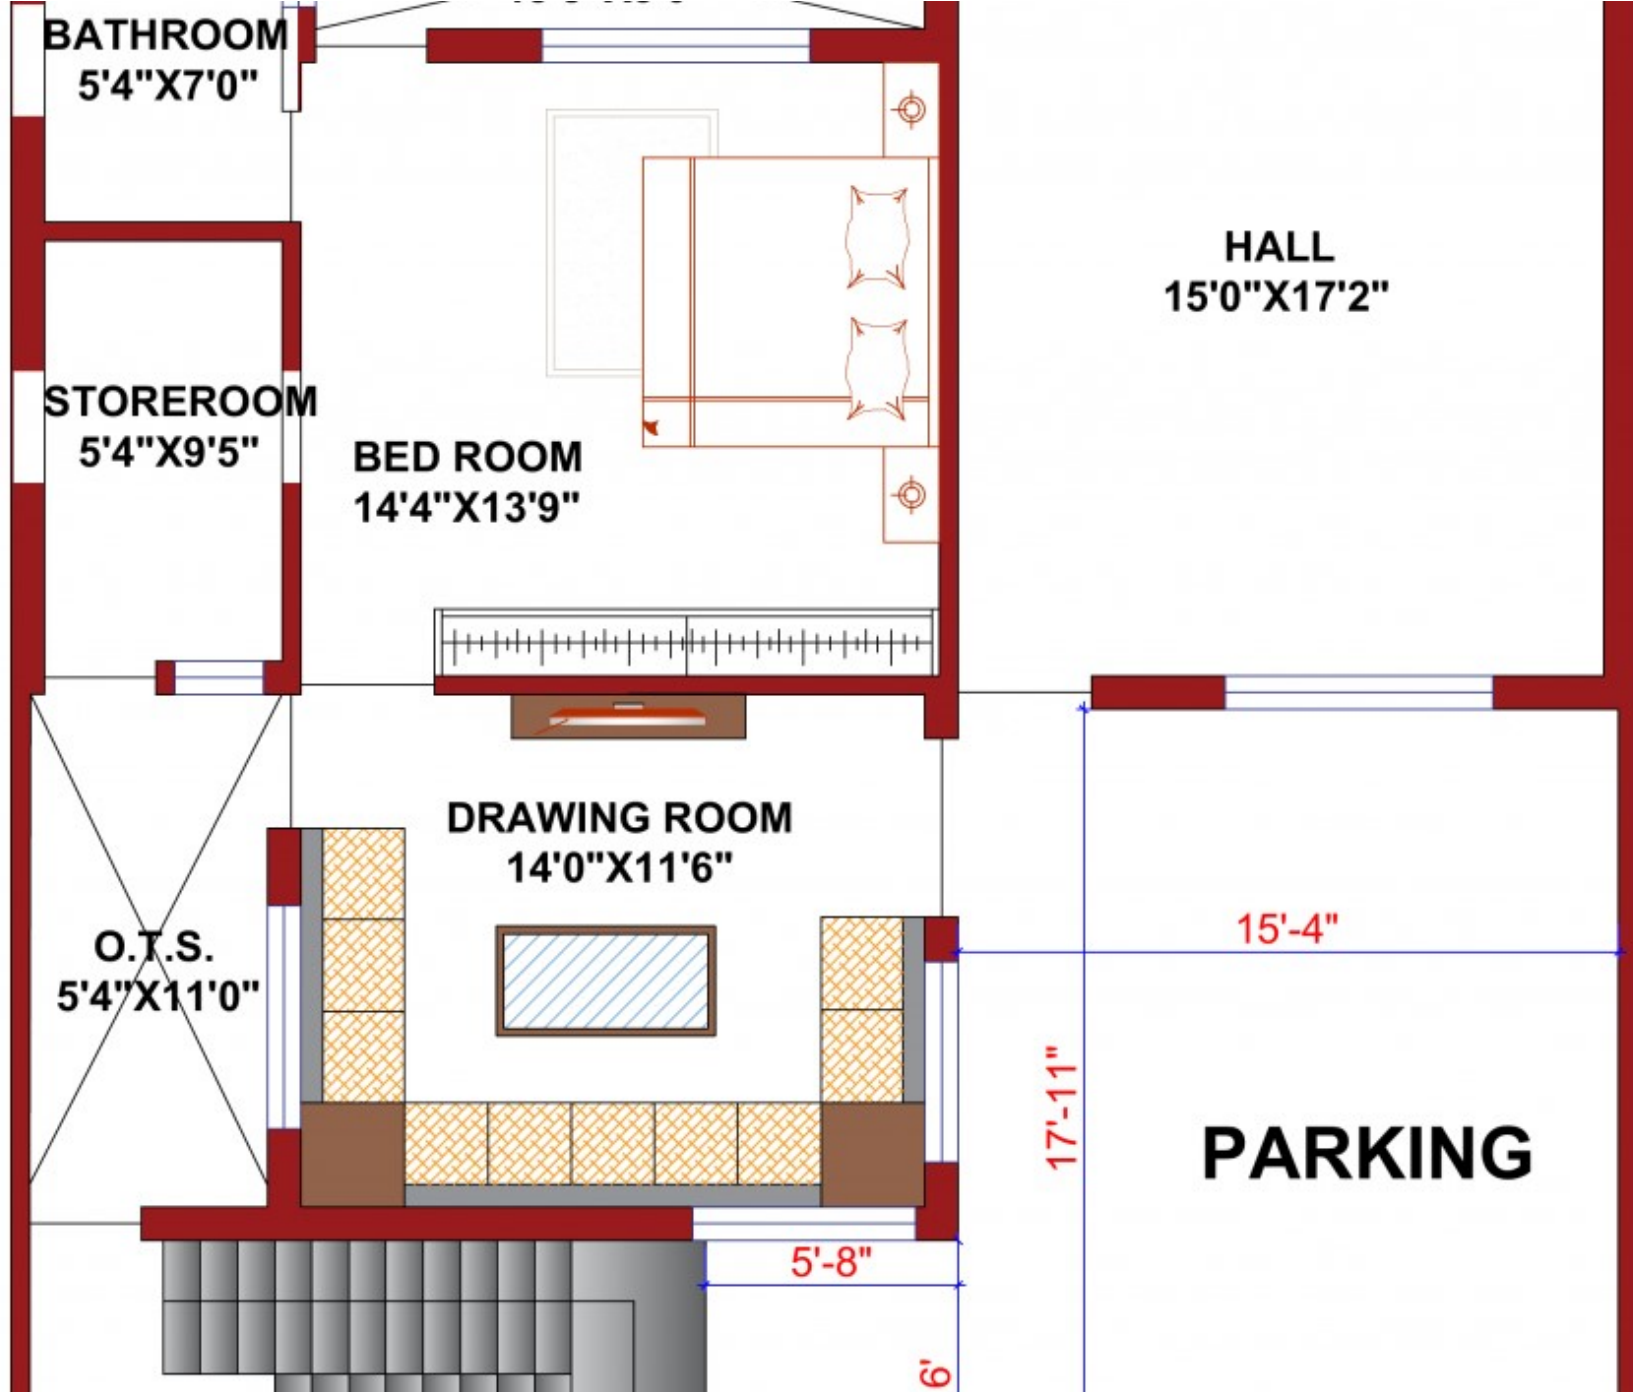 BATHROOM
5'4"X7'0"
HALL
15'0"X17'2"
STOREROOM
5'4"X9'5"
BED ROOM
14'4"X13'9"
DRAWING ROOM
14'0"X11'6"
O.T.S.
5'4"X11'0"
15'-4"
17'-11"
PARKING
5'-8"
6'